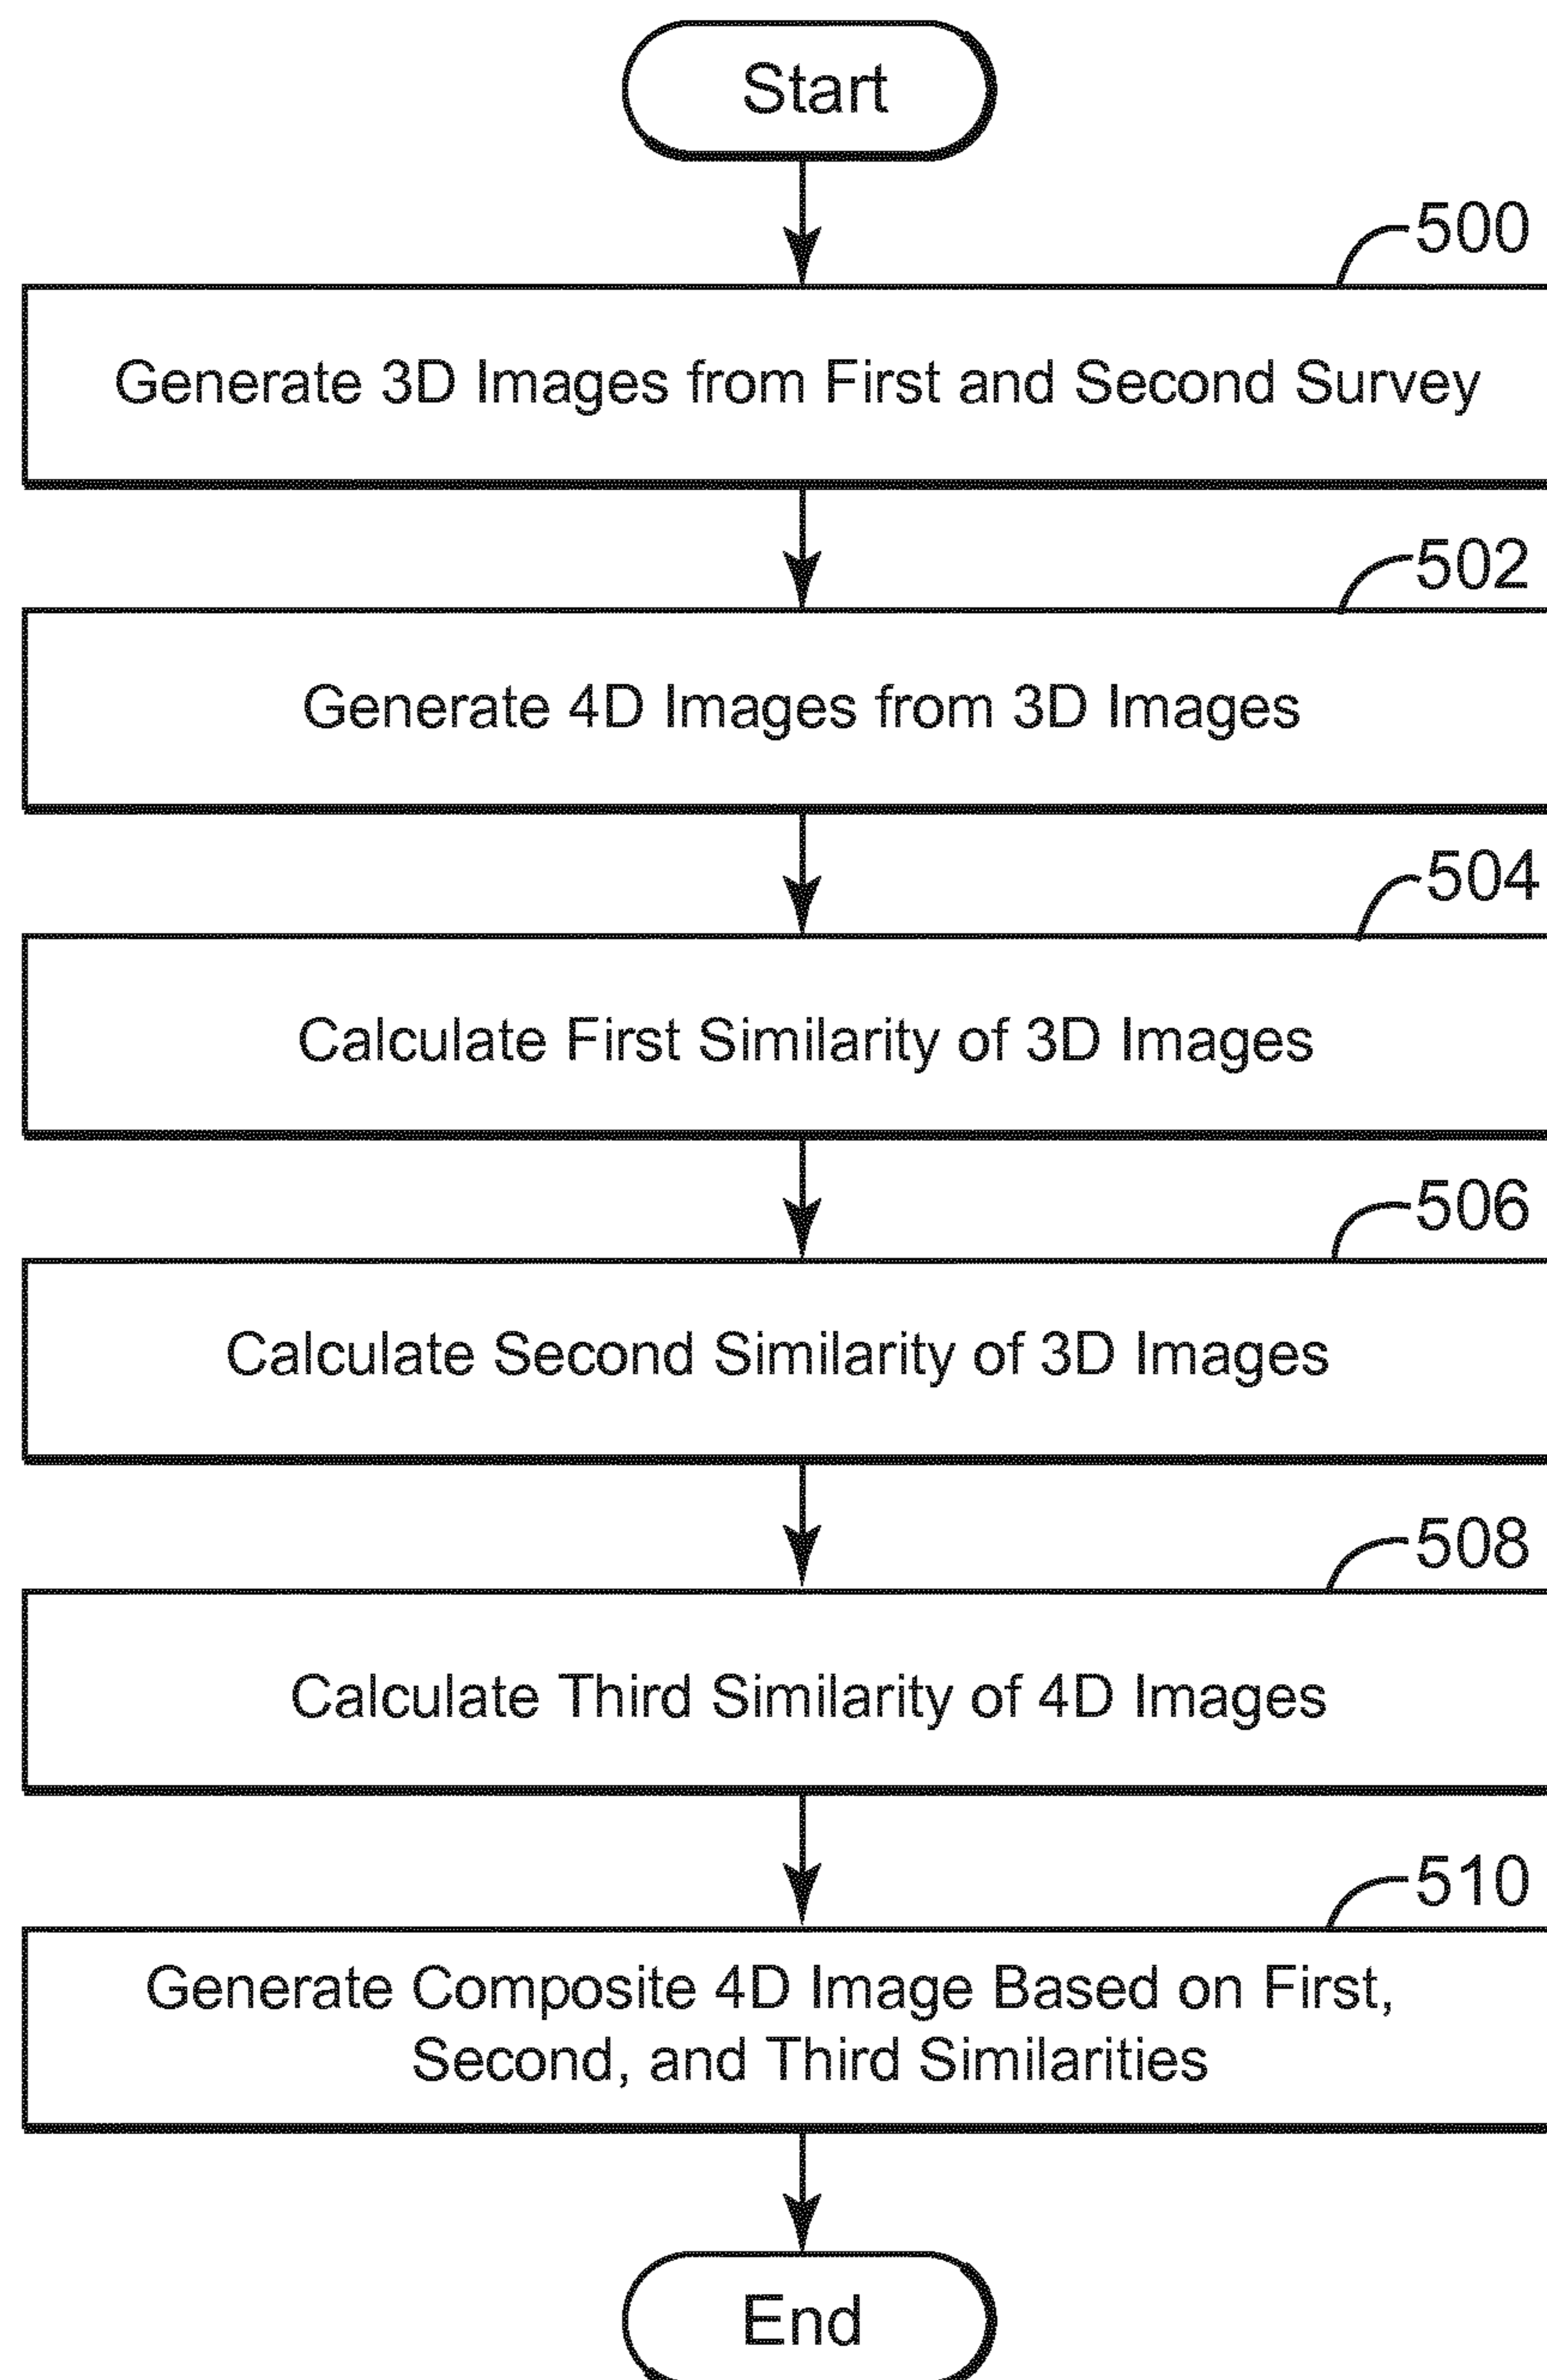 Start
500
Generate 3D Images from First and Second Survey
502
Generate 4D Images from 3D Images
504
Calculate First Similarity of 3D Images
506
Calculate Second Similarity of 3D Images
508
Calculate Third Similarity of 4D Images
510
Generate Composite 4D Image Based on First,
Second, and Third Similarities
End